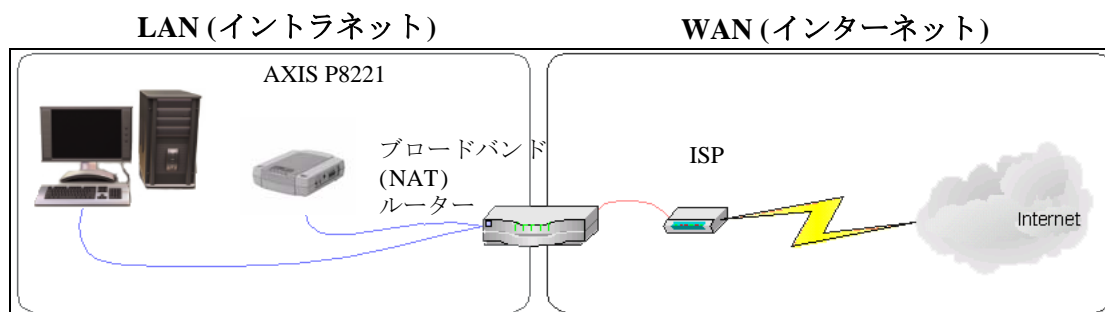 LAN (イントラネット)
WAN (インターネット)
AXIS P8221
ブロードバンド
(NAT)
ルーター
ISP
Internet